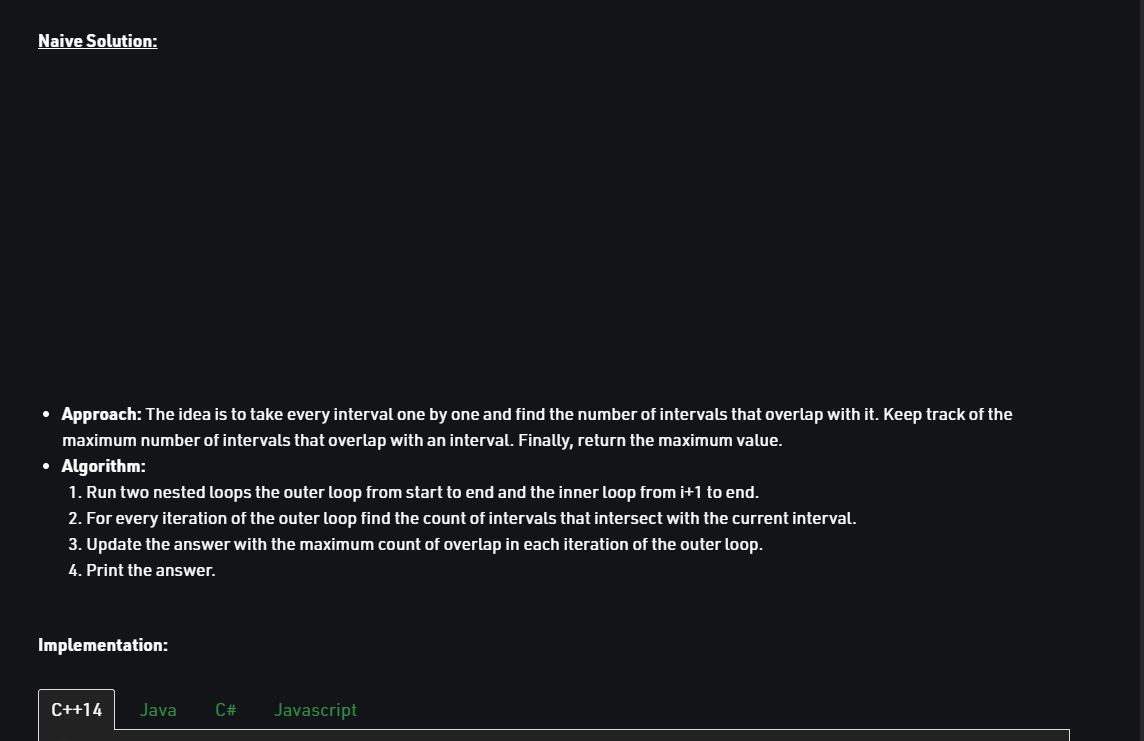 Naive Solution:
• Approach: The idea is to take every interval one by one and find the number of intervals that overlap with it. Keep track of the
maximum number of intervals that overlap with an interval. Finally, return the maximum value.
• Algorithm:
1. Run two nested loops the outer loop from start to end and the inner loop from i+1 to end.
2. For every iteration of the outer loop find the count of intervals that intersect with the current interval.
3. Update the answer with the maximum count of overlap in each iteration of the outer loop.
4. Print the answer.
Implementation:
C++14 Java C# Javascript